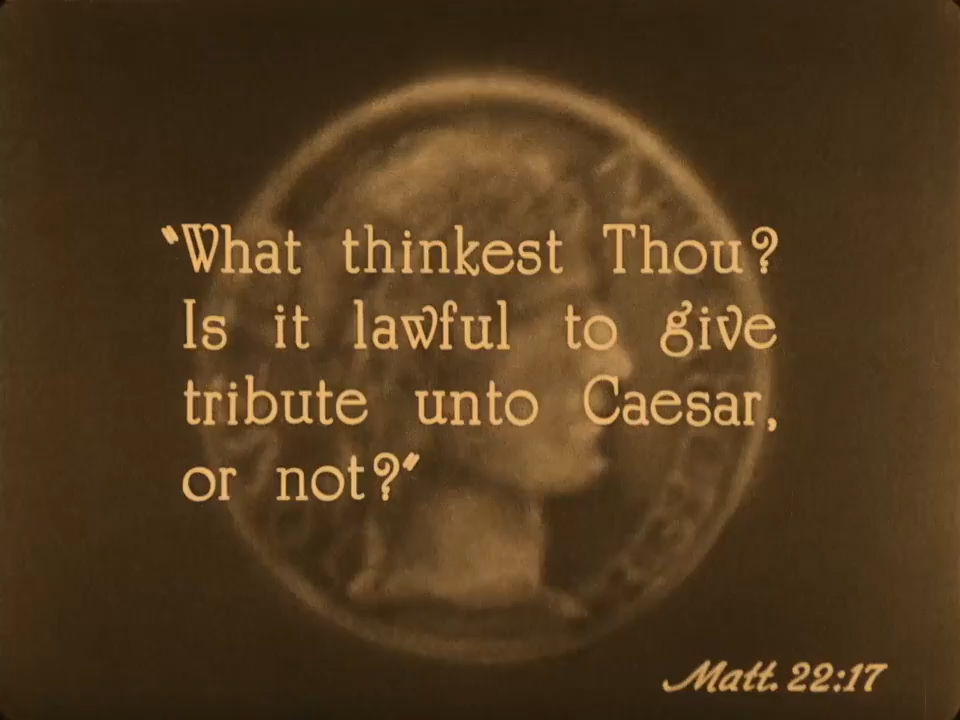 "What thinkest Thou?
Is it lawful to give
tribute unto Caesar,
or not?"
Matt. 22:17